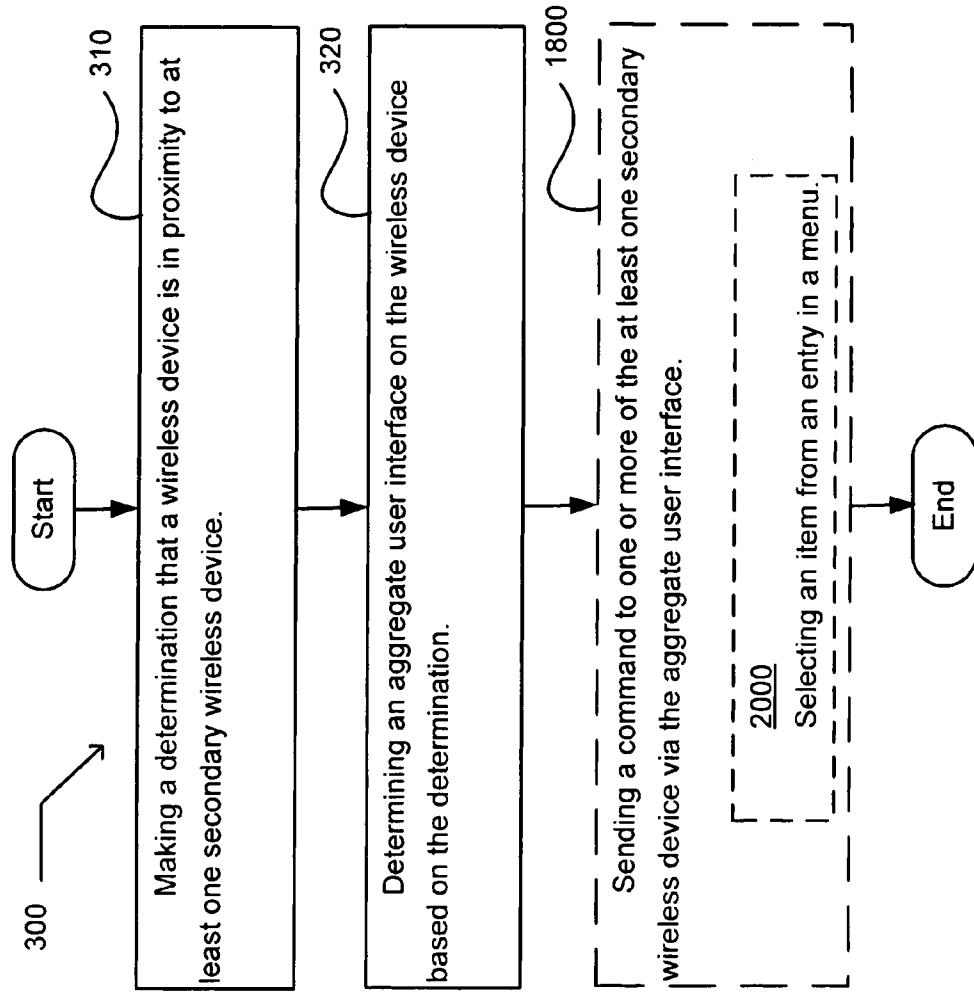 300
Start
310
Making a determination that a wireless device is in proximity to at
least one secondary wireless device.
320
Determining an aggregate user interface on the wireless device
based on the determination.
1800
Sending a command to one or more of the at least one secondary
wireless device via the aggregate user interface.
2000
Selecting an item from an entry in a menu.
End